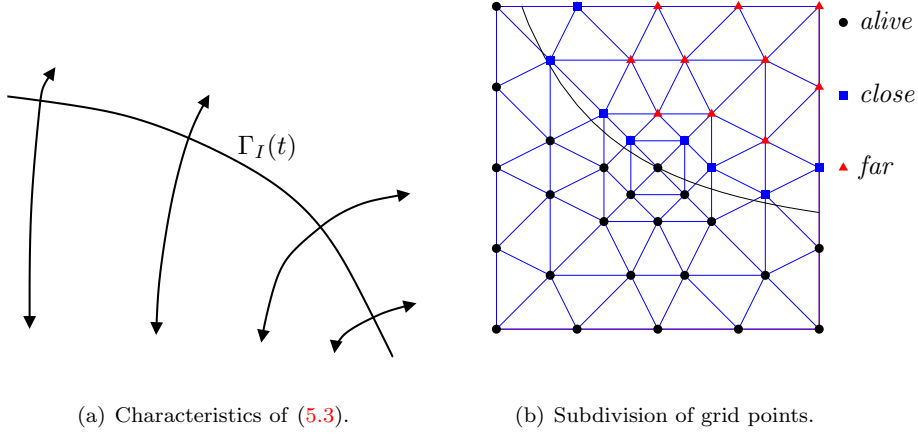 alive
close
far
Γ_I(t)
(a) Characteristics of (5.3).
(b) Subdivision of grid points.